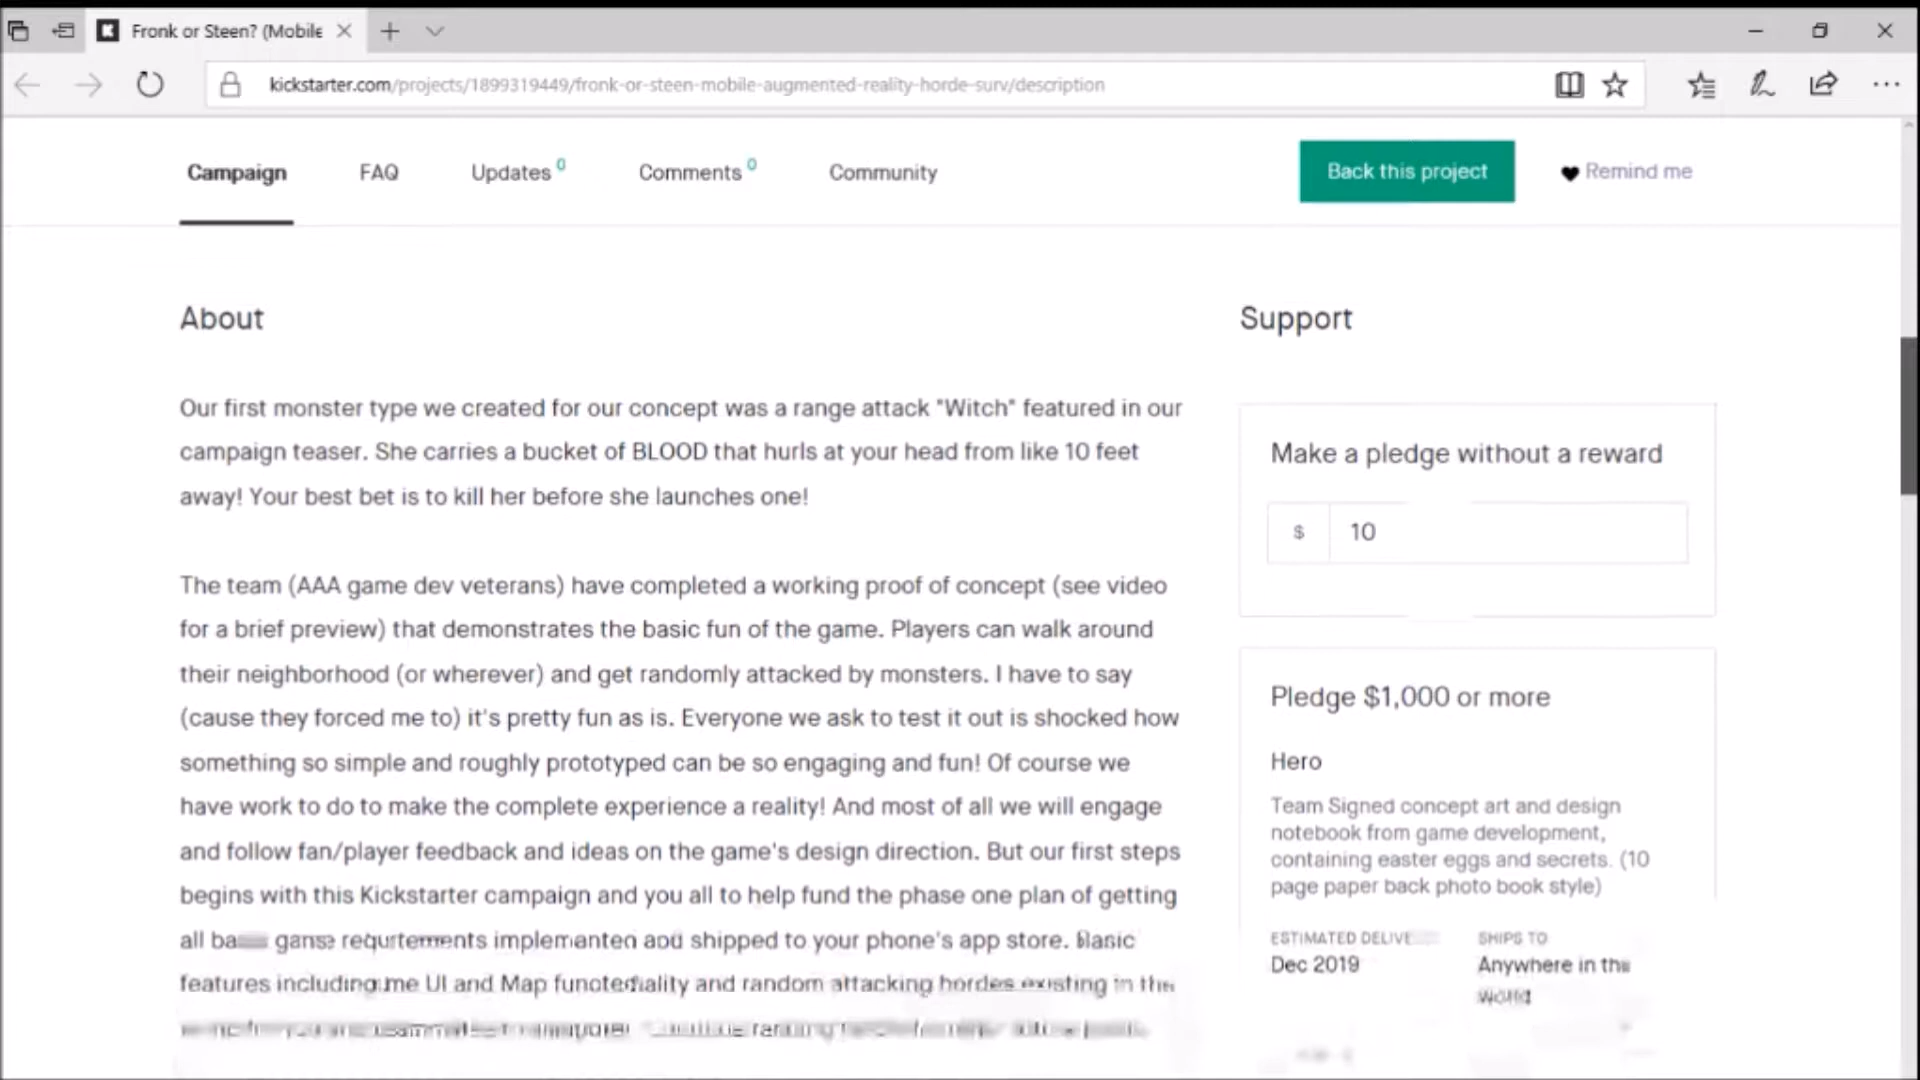 Fronk or Steen? (Mobile
kickstarter.com/projects/1899319449/fronk-or-steen-mobile-augmented-reality-horde-surv/description
Campaign FAQ Updates 0 Comments 0 Community Back this project Remind me
About
Our first monster type we created for our concept was a range attack "Witch" featured in our
campaign teaser. She carries a bucket of BLOOD that hurls at your head from like 10 feet
away! Your best bet is to kill her before she launches one!
The team (AAA game dev veterans) have completed a working proof of concept (see video
for a brief preview) that demonstrates the basic fun of the game. Players can walk around
their neighborhood (or wherever) and get randomly attacked by monsters. I have to say
(cause they forced me to) it's pretty fun as is. Everyone we ask to test it out is shocked how
something so simple and roughly prototyped can be so engaging and fun! Of course we
have work to do to make the complete experience a reality! And most of all we will engage
and follow fan/player feedback and ideas on the game's design direction. But our first steps
begins with this Kickstarter campaign and you all to help fund the phase one plan of getting
all shipped to your phone's app store.
features including UI and Map and random attacking hordes existing in the
Support
Make a pledge without a reward
$ 10
Pledge $1,000 or more
Hero
Team Signed concept art and design
notebook from game development,
containing easter eggs and secrets. (10
page paper back photo book style)
ESTIMATED SHIPS TO
Dec 2019 Anywhere in the
world